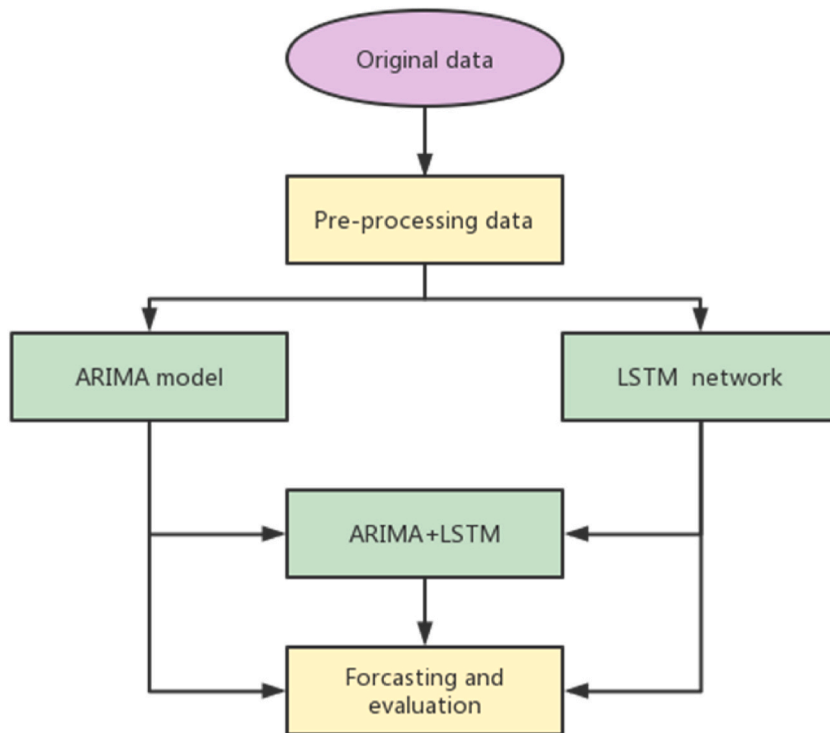 Original data
Pre-processing data
ARIMA model
LSTM network
ARIMA+LSTM
Forcasting and
evaluation